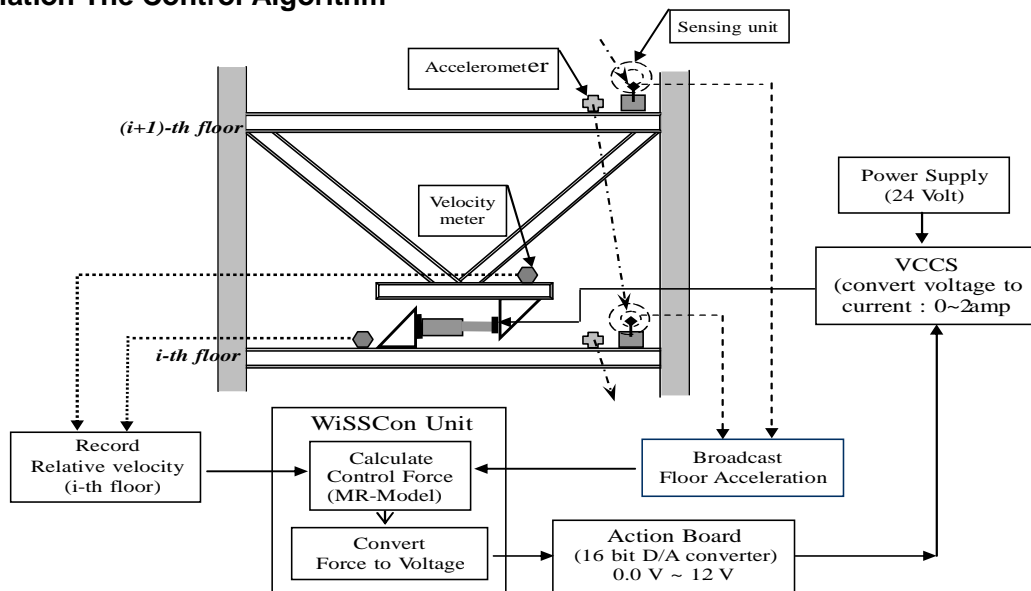 ation The Control Algorithm
Sensing unit
Accelerometer
(i+1)-th floor
Power Supply
(24 Volt)
Velocity
meter
VCCS
(convert voltage to
current : 0~2amp
i-th floor
WiSSCon Unit
Record
Relative velocity
(i-th floor)
Calculate
Control Force
(MR-Model)
Broadcast
Floor Acceleration
Convert
Force to Voltage
Action Board
(16 bit D/A converter)
0.0 V ~ 12 V